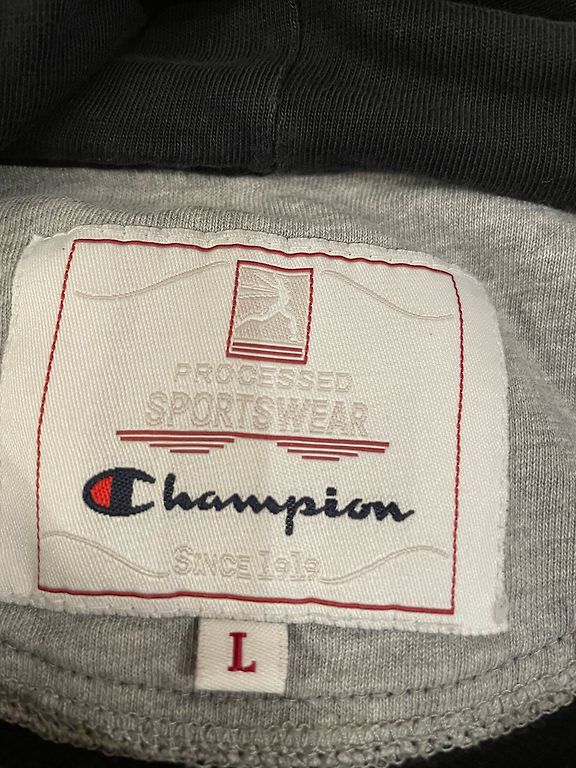 PROCESSED
SPORTSWEAR
Champion
SINCE 1919
L